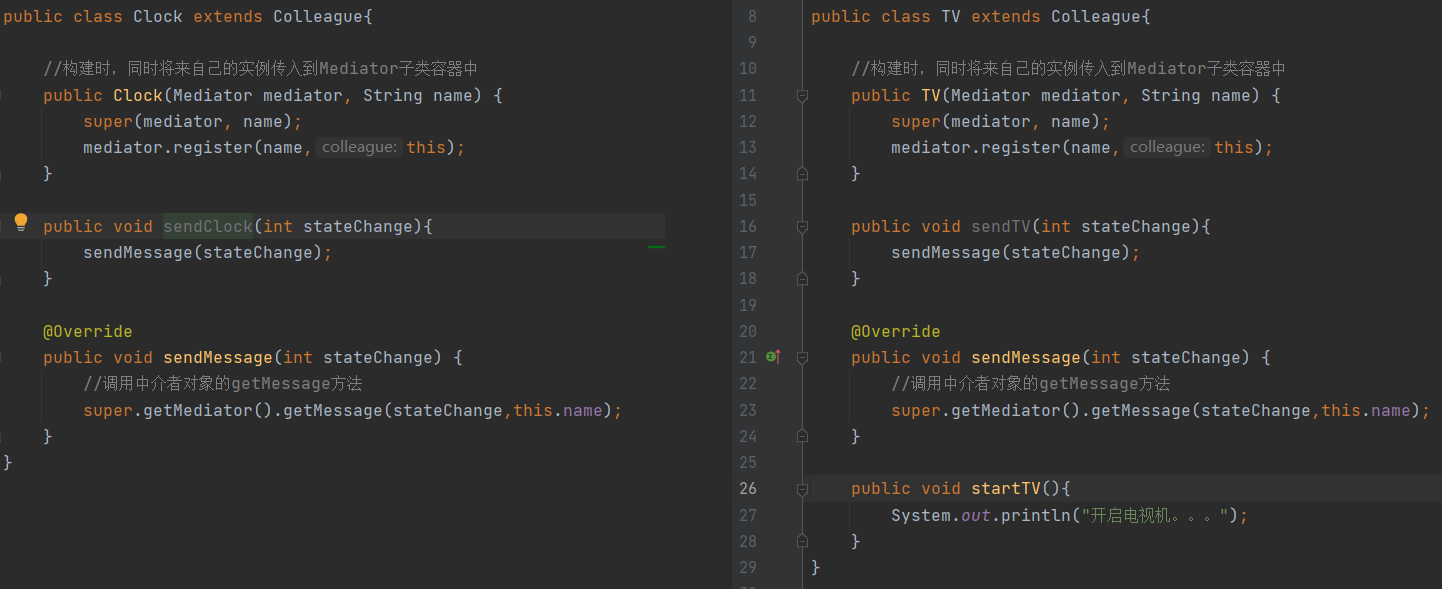 public class Clock extends Colleague{
//构建时，同时将来自己的实例传入到Mediator子类容器中
public Clock(Mediator mediator, String name) {
super(mediator, name);
mediator.register(name, colleague: this);
}
public void sendClock(int stateChange){
sendMessage(stateChange);
}
@Override
public void sendMessage(int stateChange) {
//调用中介者对象的getMessage方法
super.getMediator().getMessage(stateChange,this.name);
}
}
8 public class TV extends Colleague{
9
10 //构建时，同时将来自己的实例传入到Mediator子类容器中
11 public TV(Mediator mediator, String name) {
12 super(mediator, name);
13 mediator.register(name, colleague: this);
14 }
15
16 public void sendTV(int stateChange){
17 sendMessage(stateChange);
18 }
19
20 @Override
21 public void sendMessage(int stateChange) {
22 //调用中介者对象的getMessage方法
23 super.getMediator().getMessage(stateChange,this.name);
24 }
25
26 public void startTV(){
27 System.out.println("开启电视机。。。");
28 }
29 }